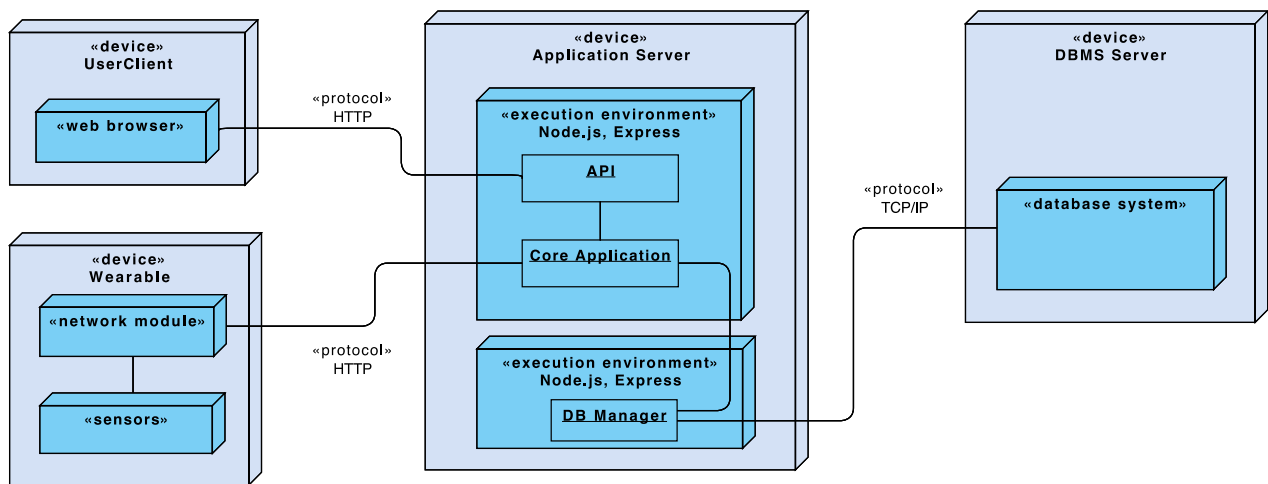 «device»
UserClient
«web browser»
«protocol»
HTTP
«device»
Wearable
«network module»
«sensors»
«protocol»
HTTP
«device»
Application Server
«execution environment»
Node.js, Express
API
Core Application
«execution environment»
Node.js, Express
DB Manager
«protocol»
TCP/IP
«device»
DBMS Server
«database system»